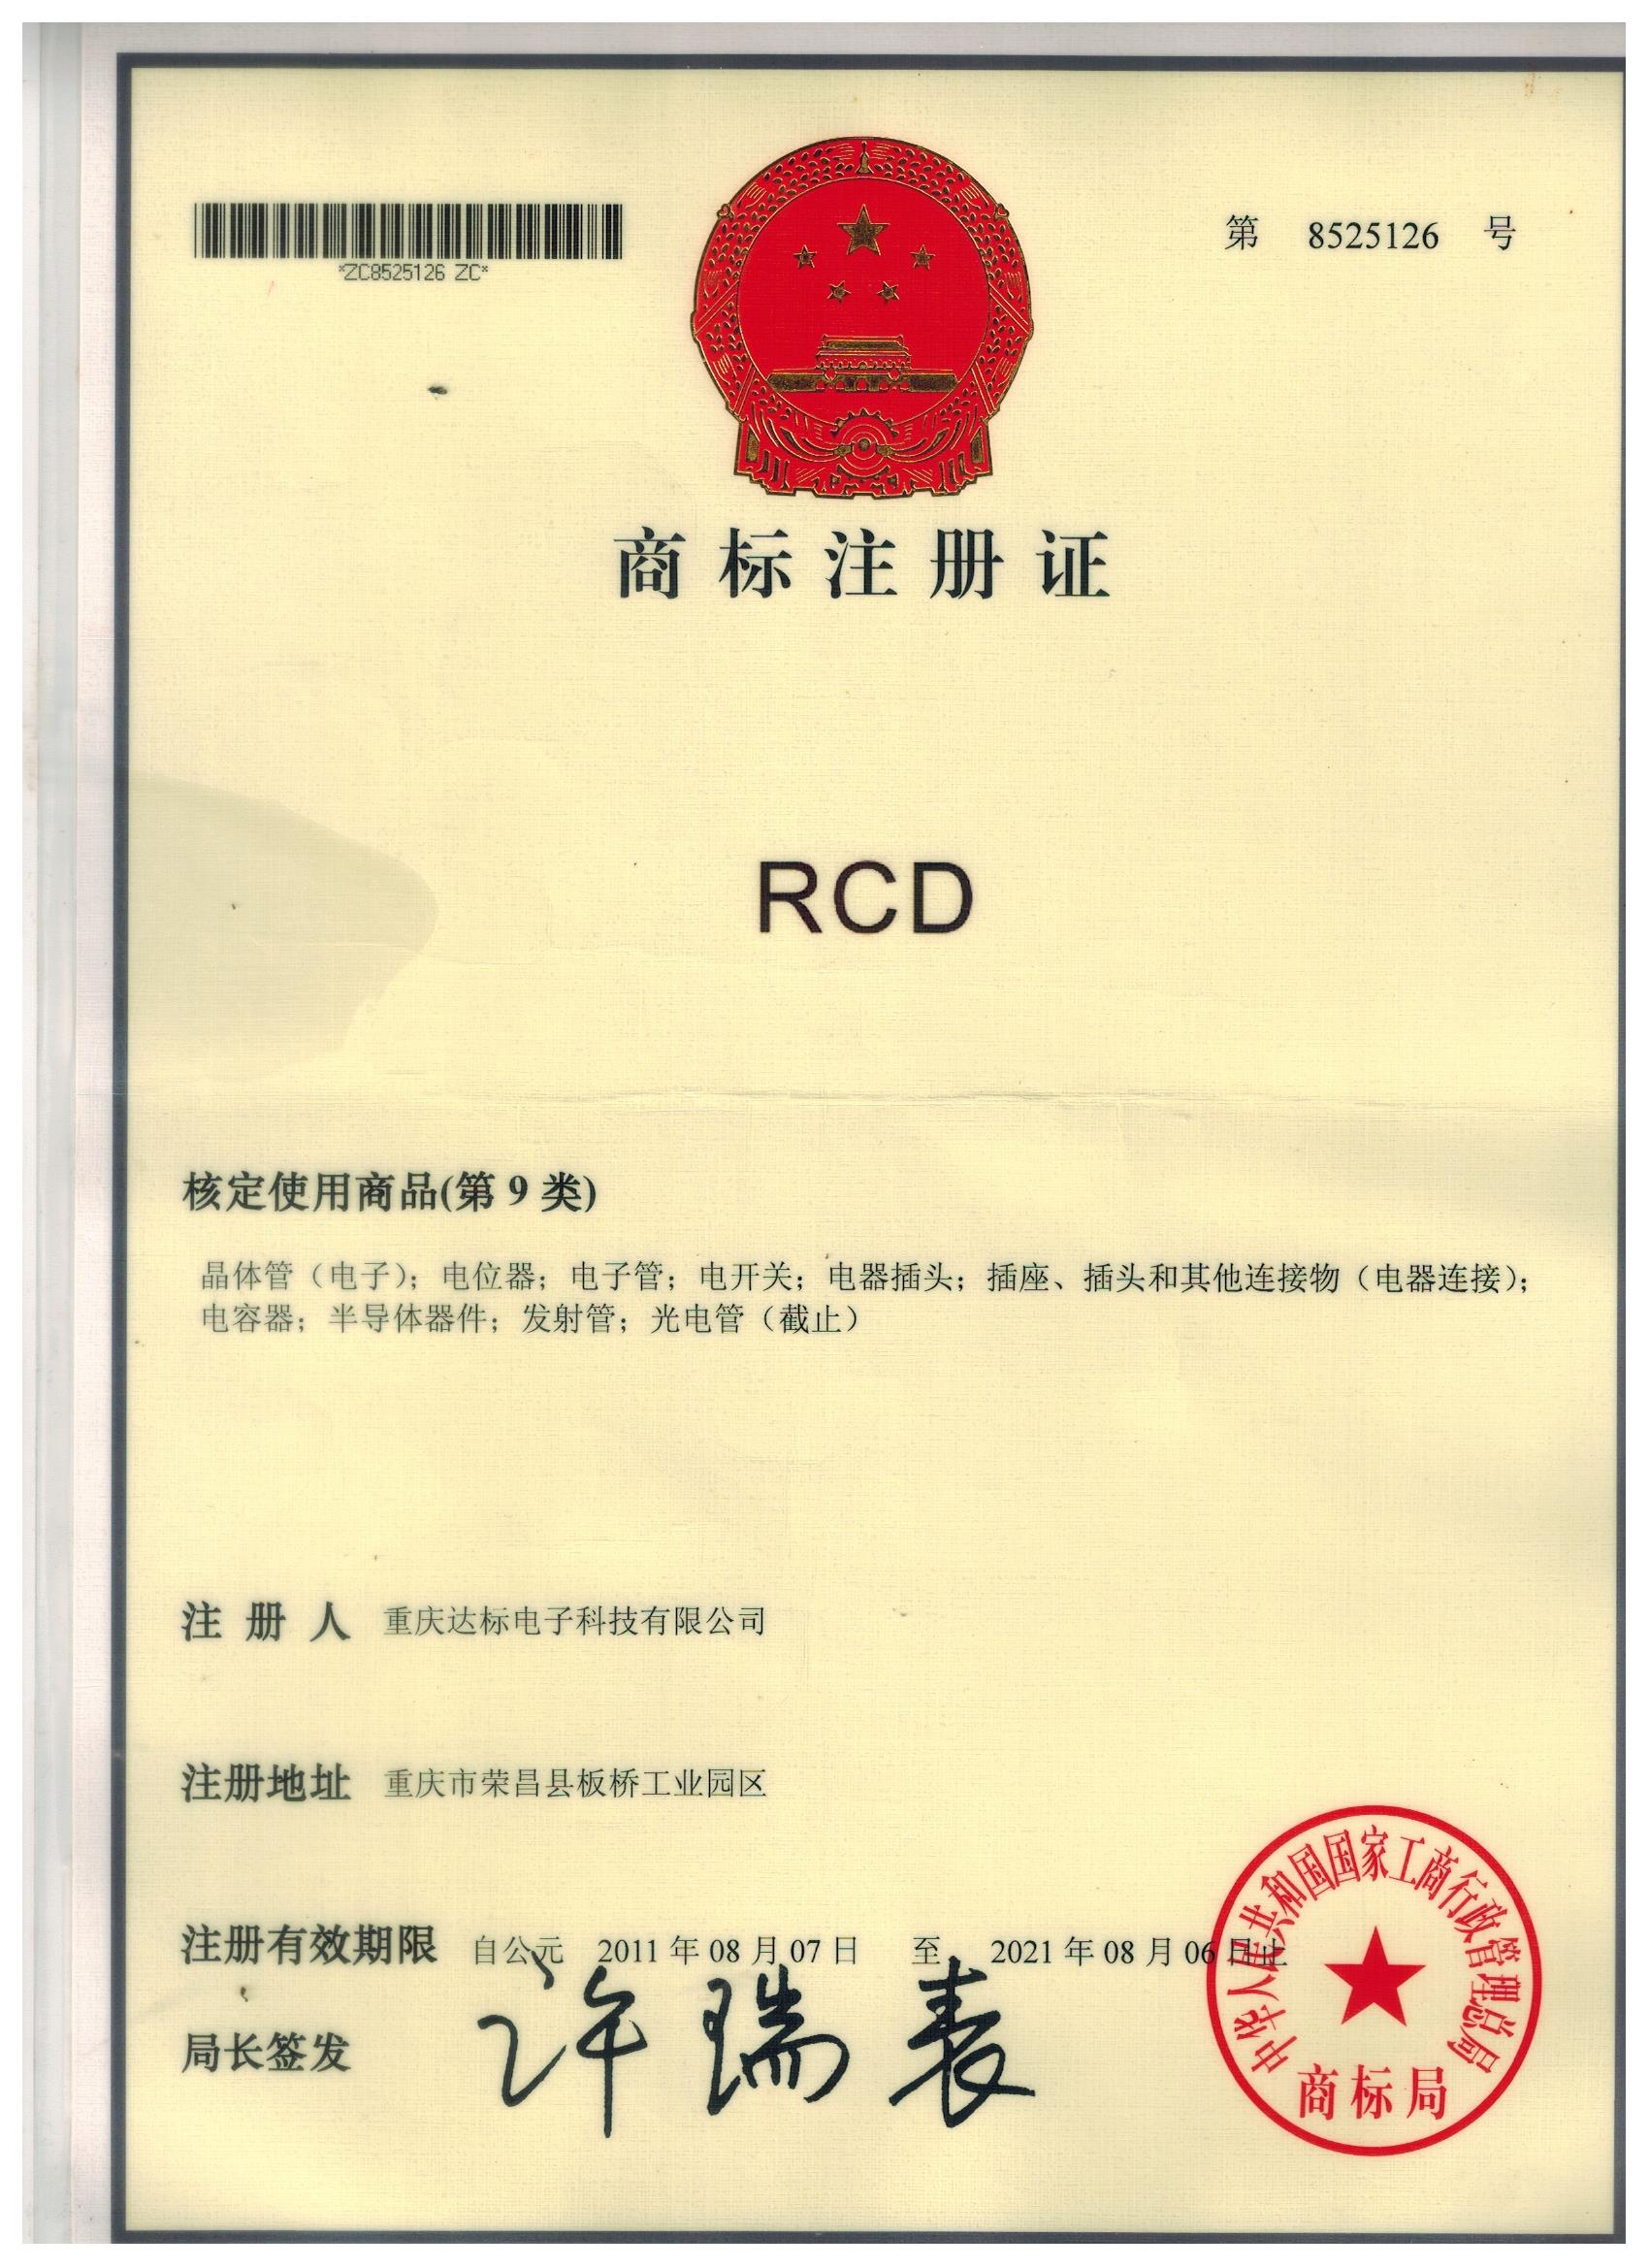 第 8525126 号
*ZC8525126 ZC*
商标注册证
RCD
核定使用商品(第 9 类)
晶体管（电子）；电位器；电子管；电开关；电器插头；插座、插头和其他连接物（电器连接）；
电容器；半导体器件；发射管；光电管（截止）
注 册 人 重庆达标电子科技有限公司
注册地址 重庆市荣昌县板桥工业园区
注册有效期限 自公元 2011 年 08 月 07 日 至 2021 年 08 月 06 日止
局长签发 许瑞表
中华人民共和国国家工商行政管理总局
商标局